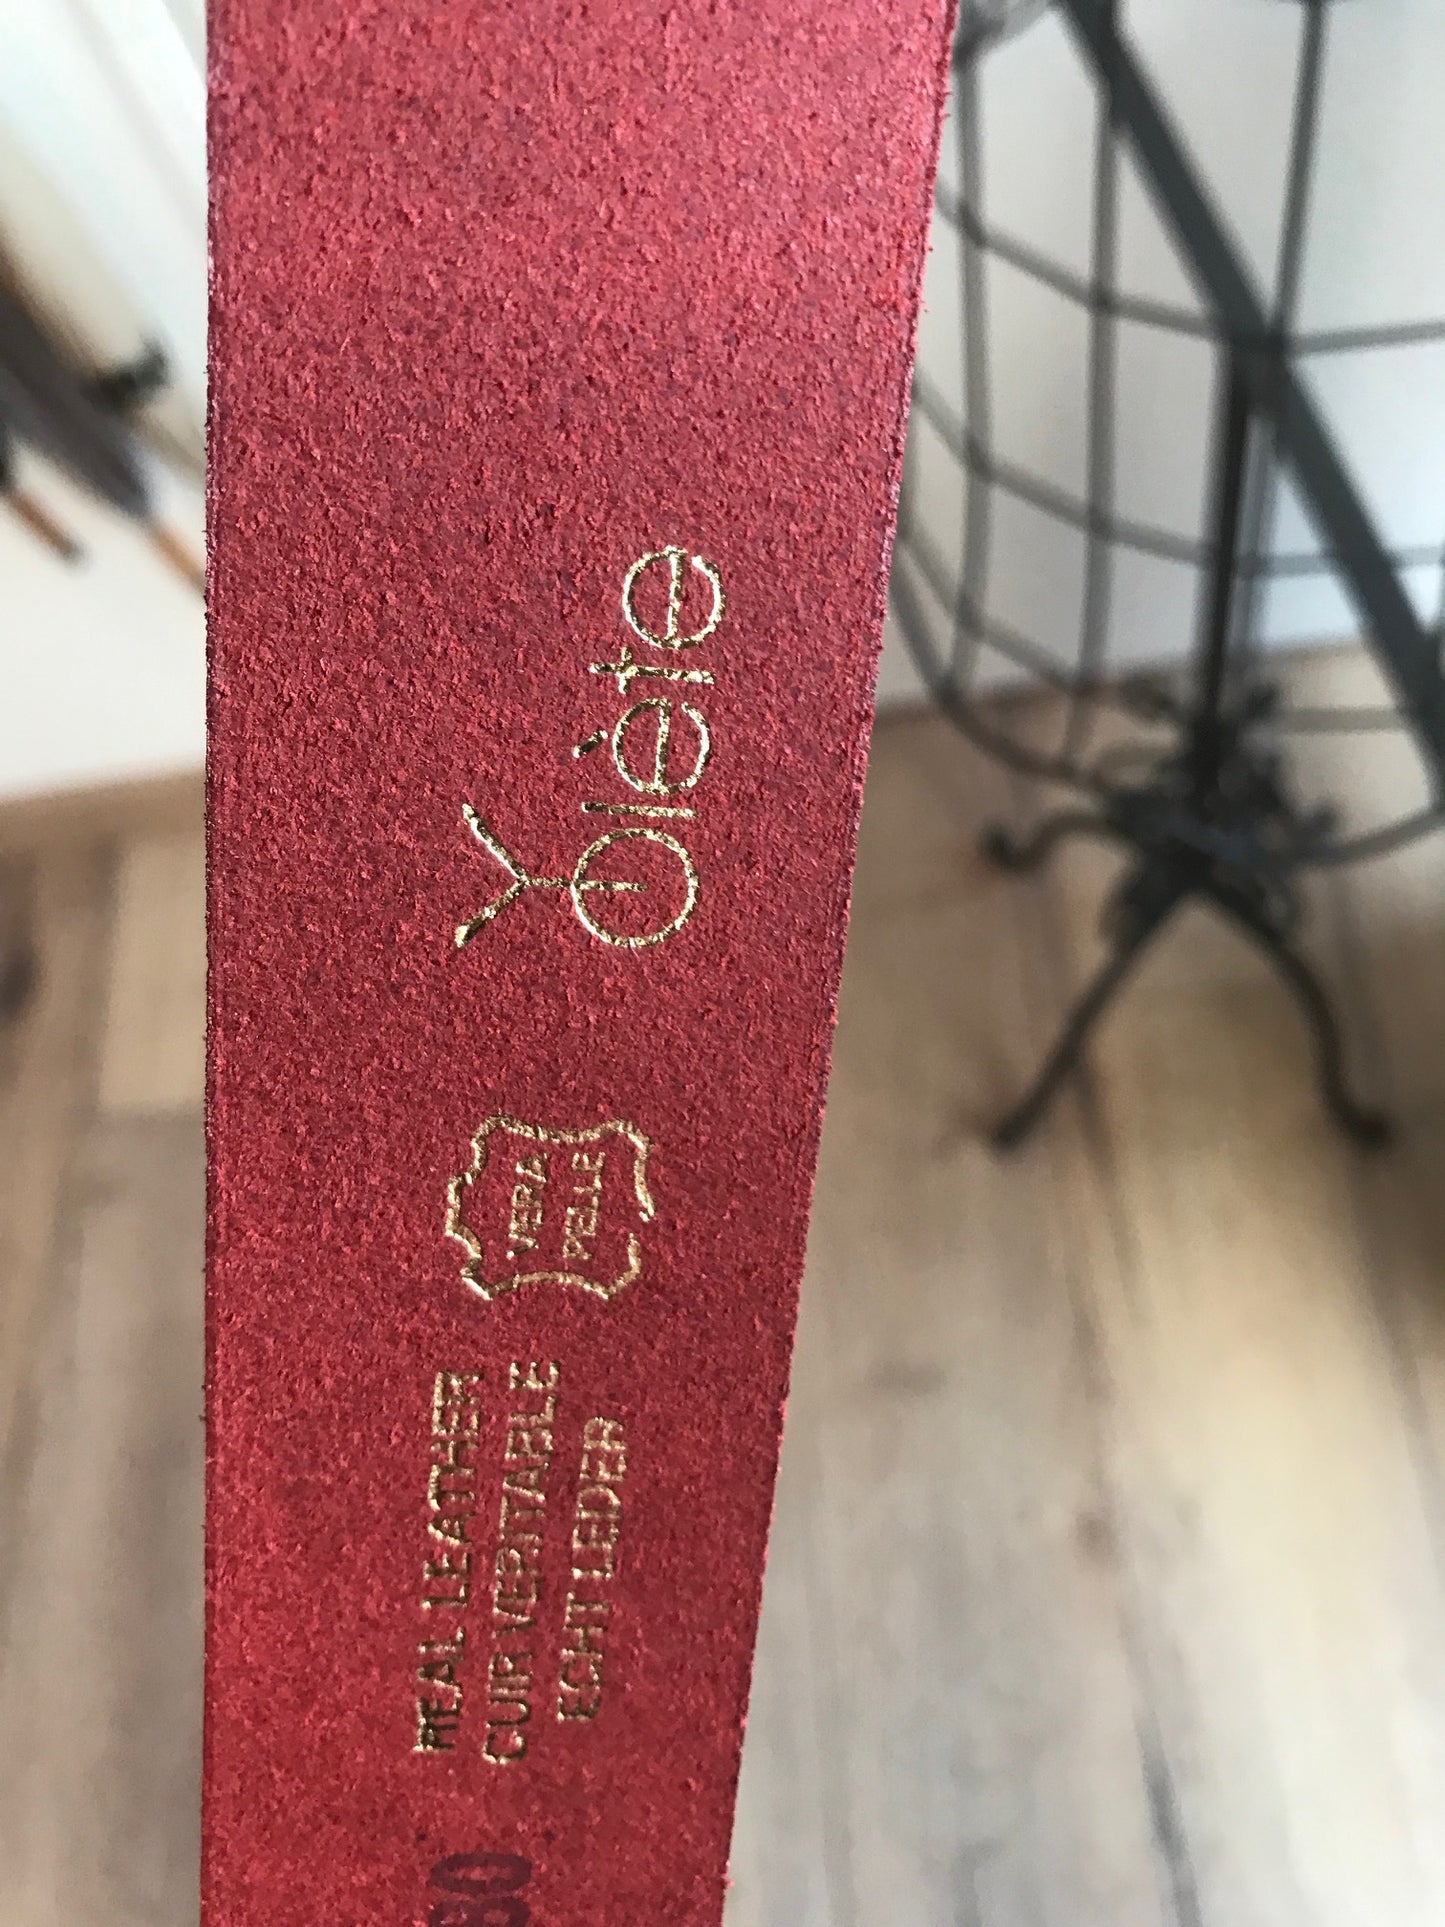 Yolète
VERA
PELLE
REAL LEATHER
CUIR VERITABLE
ECHT LEDER